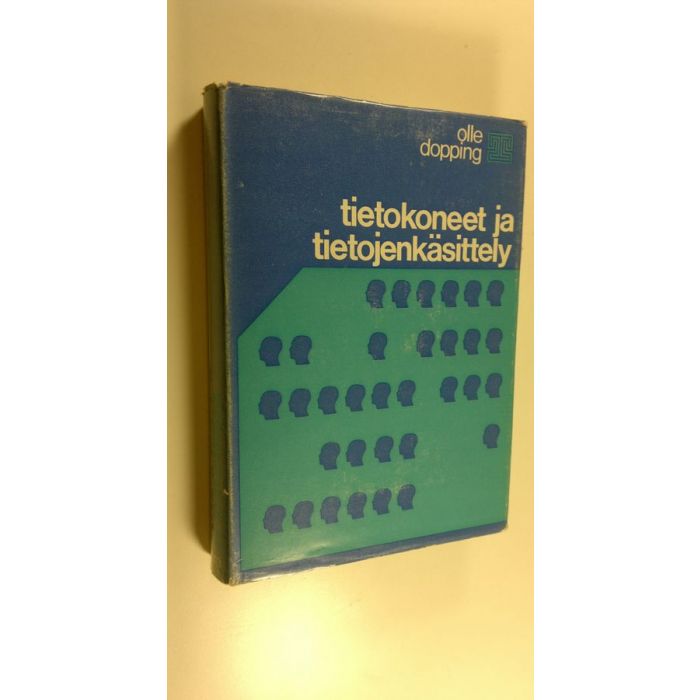 olle
dopping
tietokoneet ja
tietojenkäsittely